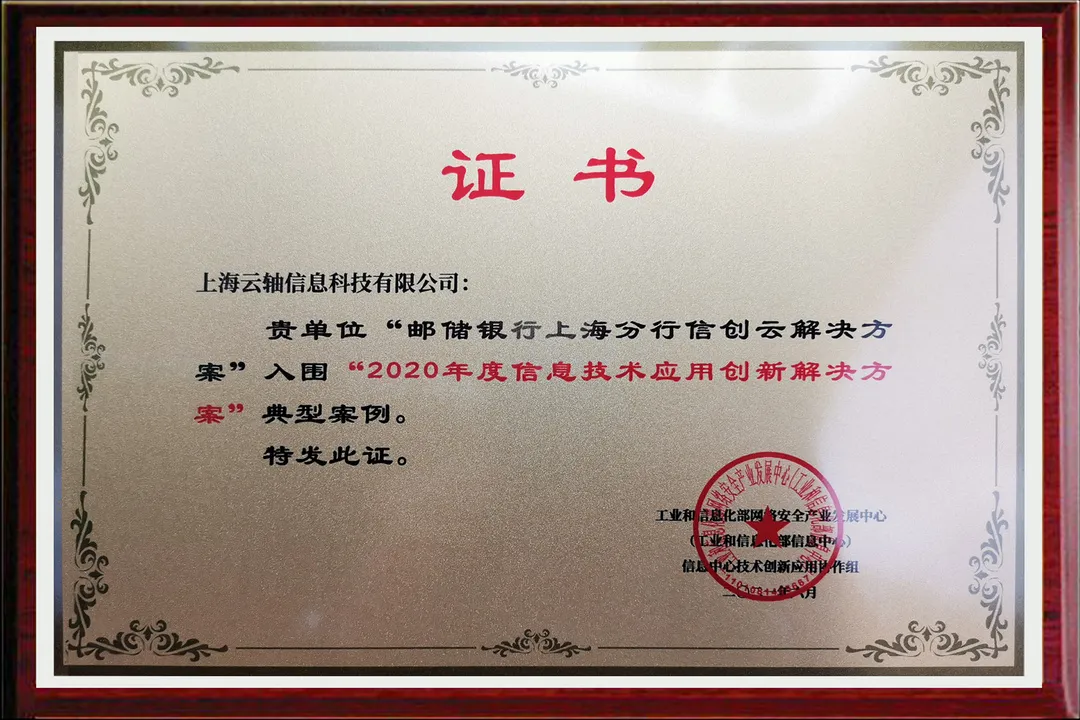 证 书
上海云轴信息科技有限公司：
贵单位“邮储银行上海分行信创云解决方
案”入围“2020年度信息技术应用创新解决方
案”典型案例。
特发此证。
工业和信息化部网络安全产业发展中心
（工业和信息化部信息中心）
信息中心技术创新应用协作组
年六月